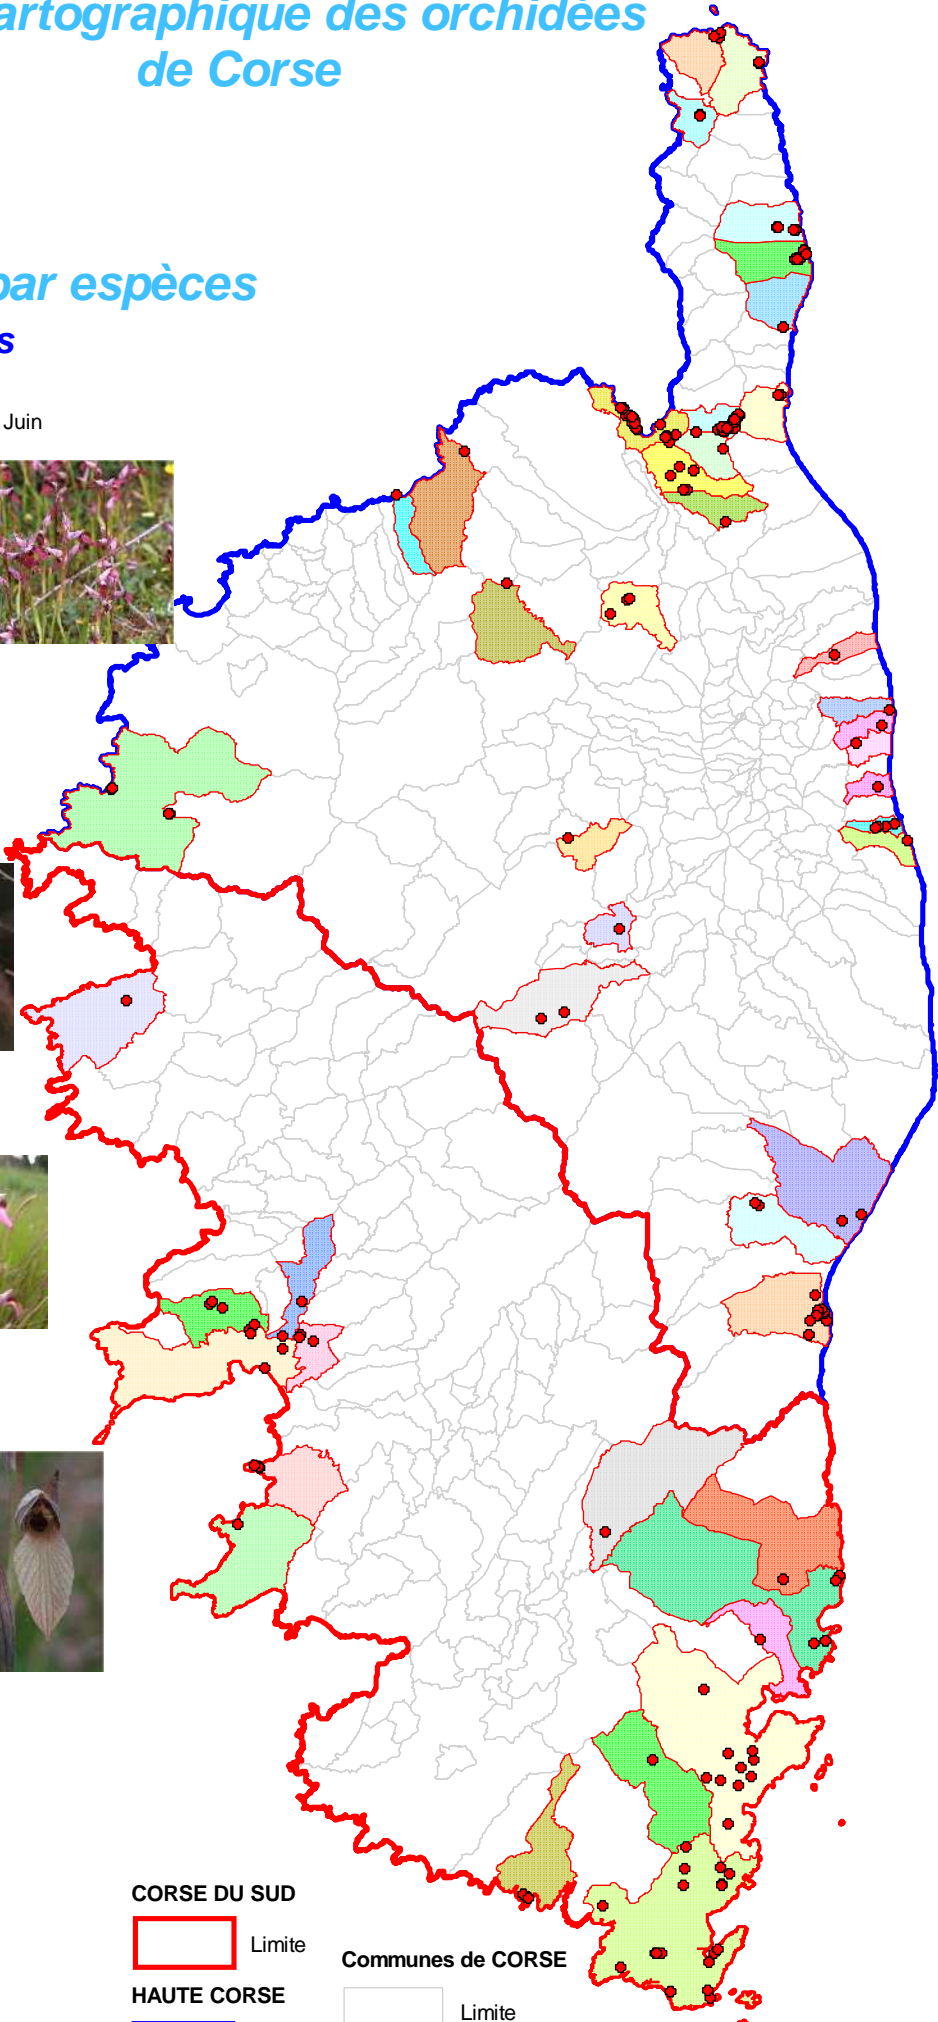 artographique des orchidées
de Corse
par espèces
s
Juin
CORSE DU SUD
Limite
Communes de CORSE
HAUTE CORSE
Limite